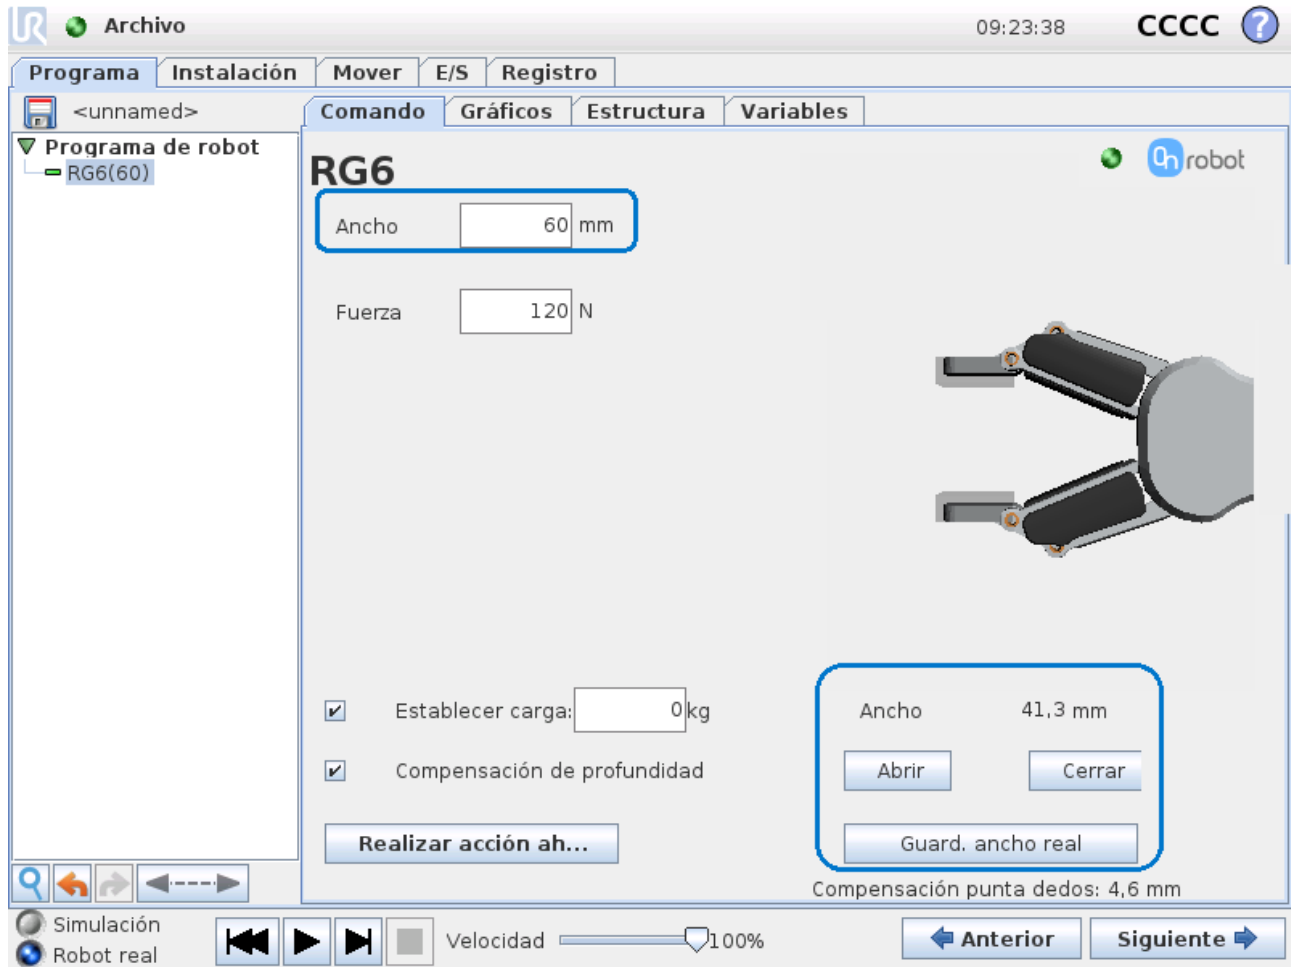 UR Archivo 09:23:38 CCCC ?
Programa Instalación Mover E/S Registro
<unnamed> Comando Gráficos Estructura Variables
Programa de robot
RG6(60)
RG6
On robot
Ancho 60 mm
Fuerza 120 N
Establecer carga: 0 kg
Ancho 41,3 mm
Compensación de profundidad
Abrir Cerrar
Realizar acción ah...
Guard. ancho real
Compensación punta dedos: 4,6 mm
Simulación
Robot real
Velocidad 100%
Anterior Siguiente